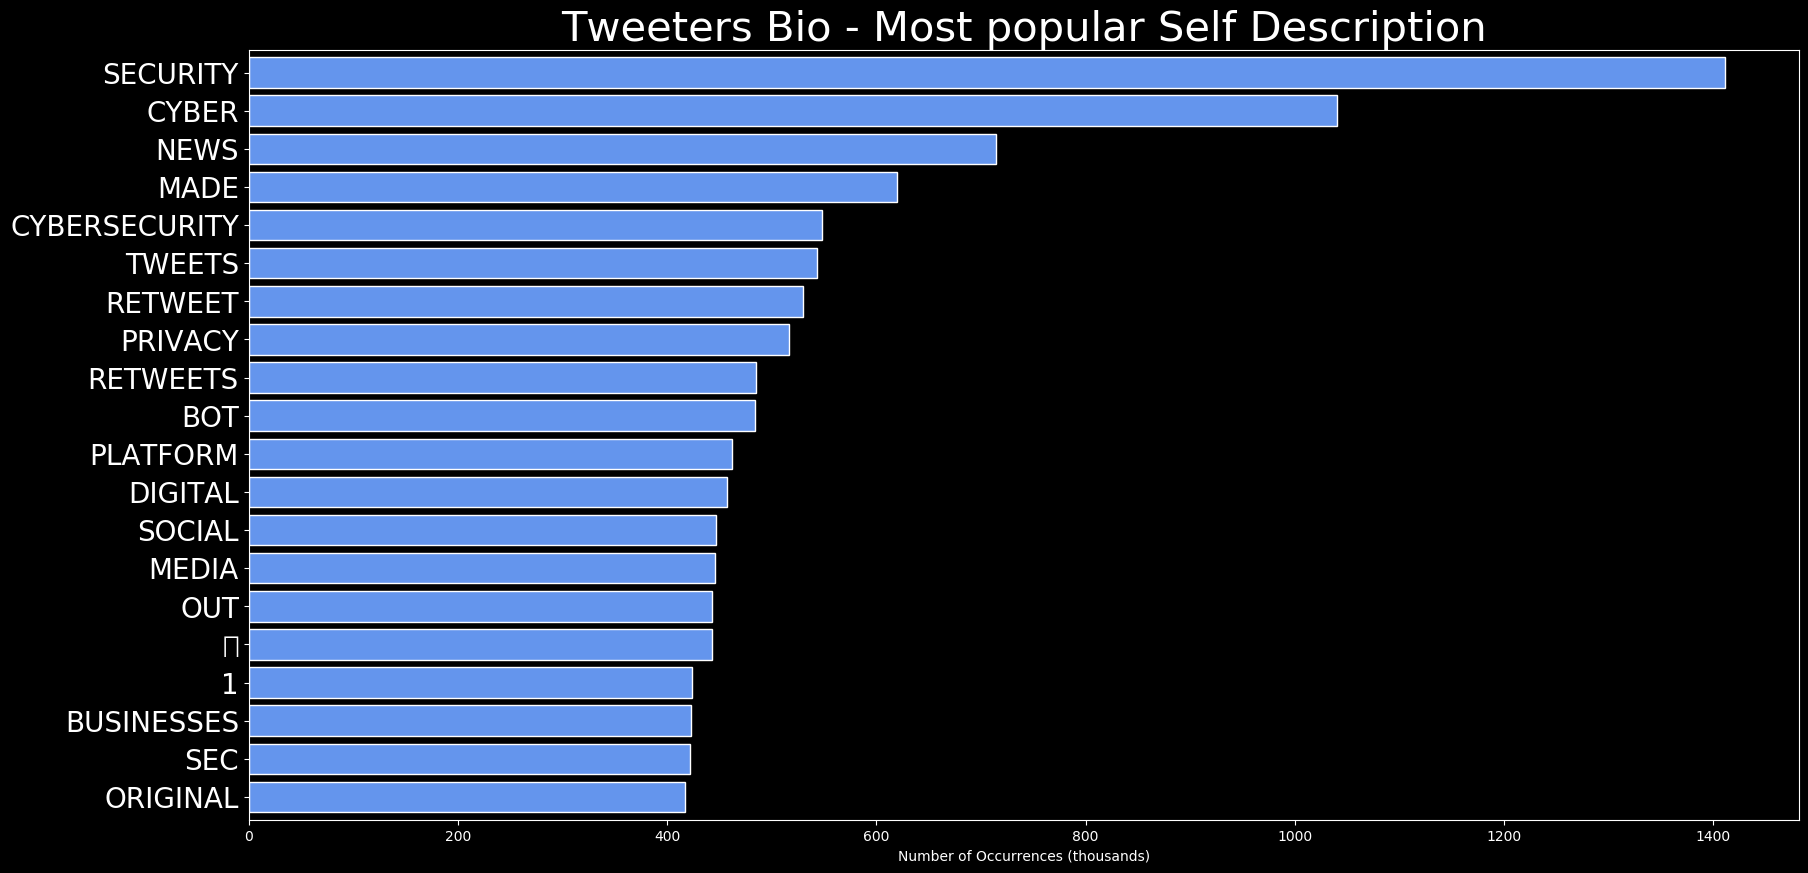 Tweeters Bio - Most popular Self Description
SECURITY
CYBER
NEWS
MADE
CYBERSECURITY
TWEETS
RETWEET
PRIVACY
RETWEETS
BOT
PLATFORM
DIGITAL
SOCIAL
MEDIA
OUT
1
BUSINESSES
SEC
ORIGINAL
0 200 400 600 800 1000 1200 1400
Number of Occurrences (thousands)